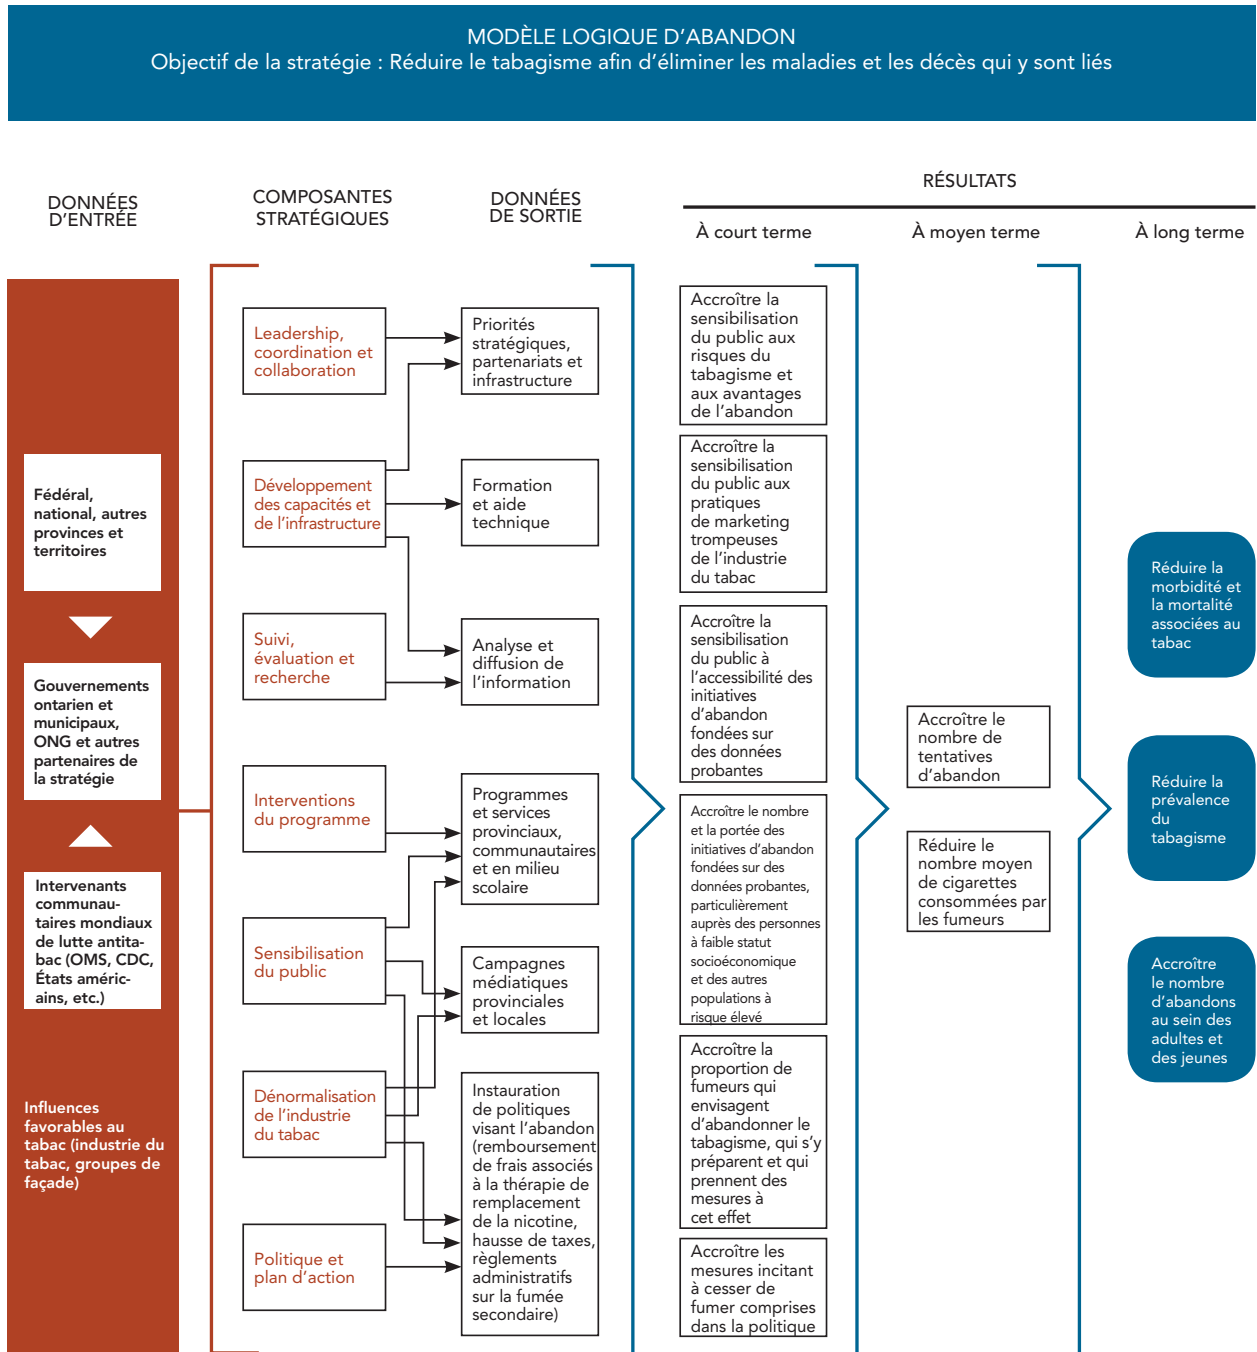 MODÈLE LOGIQUE D'ABANDON
Objectif de la stratégie : Réduire le tabagisme afin d'éliminer les maladies et les décès qui y sont liés
DONNÉES
D'ENTRÉE
COMPOSANTES
STRATÉGIQUES
DONNÉES
DE SORTIE
RÉSULTATS
À court terme
À moyen terme
À long terme
Fédéral,
national, autres
provinces et
territoires
Gouvernements
ontarien et
municipaux,
ONG et autres
partenaires de
la stratégie
Intervenants
communau-
taires mondiaux
de lutte antita-
bac (OMS, CDC,
États améric-
ains, etc.)
Influences
favorables au
tabac (industrie du
tabac, groupes de
façade)
Leadership,
coordination et
collaboration
Développement
des capacités et
de l'infrastructure
Suivi,
évaluation et
recherche
Interventions
du programme
Sensibilisation
du public
Dénormalisation
de l'industrie
du tabac
Politique et
plan d'action
Priorités
stratégiques,
partenariats et
infrastructure
Formation
et aide
technique
Analyse et
diffusion de
l'information
Programmes
et services
provinciaux,
communautaires
et en milieu
scolaire
Campagnes
médiatiques
provinciales
et locales
Instauration
de politiques
visant l'abandon
(remboursement
de frais associés
à la thérapie de
remplacement
de la nicotine,
hausse de taxes,
règlements
administratifs
sur la fumée
secondaire)
Accroître la
sensibilisation
du public aux
risques du
tabagisme et
aux avantages
de l'abandon
Accroître la
sensibilisation
du public aux
pratiques
de marketing
trompeuses
de l'industrie
du tabac
Accroître la
sensibilisation
du public à
l'accessibilité des
initiatives
d'abandon
fondées sur
des données
probantes
Accroître le nombre
et la portée des
initiatives d'abandon
fondées sur des
données probantes,
particulièrement
auprès des personnes
à faible statut
socioéconomique
et des autres
populations à
risque élevé
Accroître la
proportion de
fumeurs qui
envisagent
d'abandonner le
tabagisme, qui s'y
préparent et qui
prennent des
mesures à
cet effet
Accroître les
mesures incitant
à cesser de
fumer comprises
dans la politique
Accroître le
nombre de
tentatives
d'abandon
Réduire le
nombre moyen
de cigarettes
consommées par
les fumeurs
Réduire la
morbidité et
la mortalité
associées au
tabac
Réduire la
prévalence
du
tabagisme
Accroître
le nombre
d'abandons
au sein des
adultes et
des jeunes